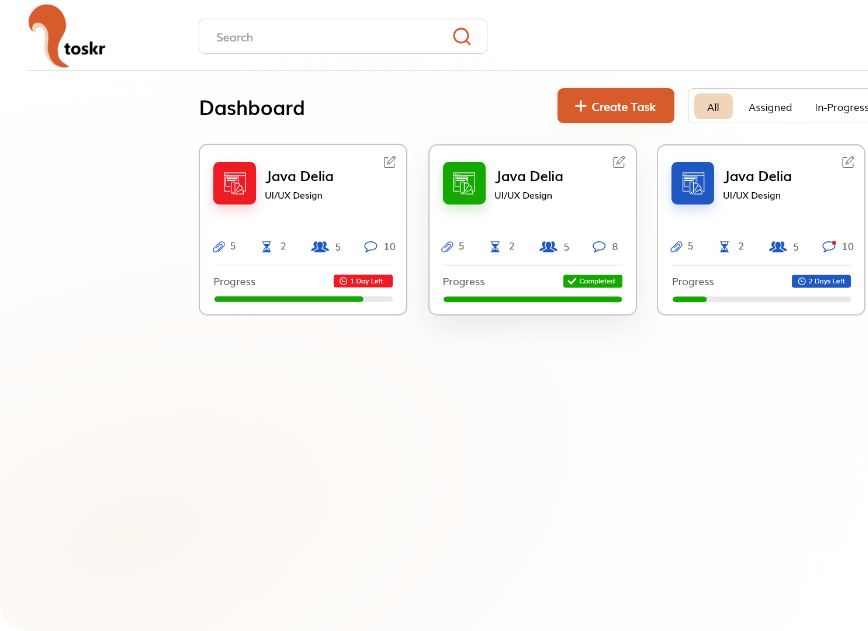 toskr
Search
Dashboard
Create Task
All
Assigned
In-Progress
Java Delia
UI/UX Design
5
2
5
10
Progress
1 Day Left
Java Delia
UI/UX Design
5
2
5
8
Progress
Completed
Java Delia
UI/UX Design
5
2
5
10
Progress
2 Days Left